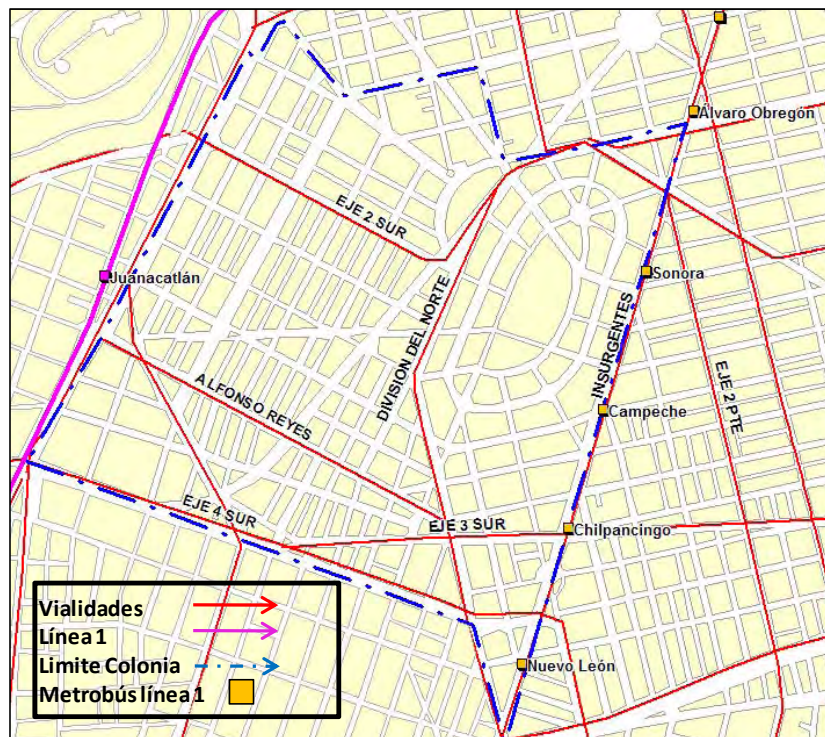 Álvaro Obregón
EJE 2 SUR
Juanacatlán
Sonora
DIVISION DEL NORTE
INSURGENTES
EJE 2 PTE
ALFONSO REYES
Campeche
EJE 4 SUR
EJE 3 SUR
Chilpancingo
Nuevo León
Vialidades
Línea 1
Limite Colonia
Metrobús línea 1